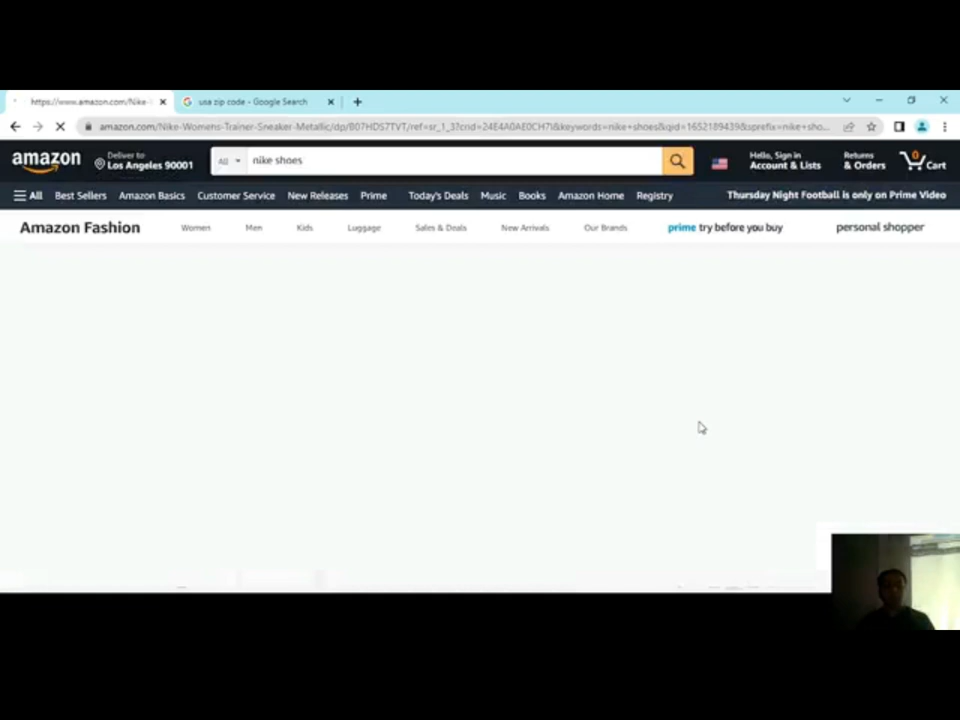 https://www.amazon.com/Nike-
usa zip code - Google Search
amazon.com/Nike-Womens-Trainer-Sneaker-Metallic/dp/B07HDS7TVT/ref=sr_1_3?crid=24E4A0AE0CH7I&keywords=nike+shoes&qid=1652189439&sprefix=nike+sho...
amazon
Deliver to
Los Angeles 90001
All
nike shoes
Hello, Sign in
Account & Lists
Returns
& Orders
0
Cart
All Best Sellers Amazon Basics Customer Service New Releases Prime Today's Deals Music Books Amazon Home Registry Thursday Night Football is only on Prime Video
Amazon Fashion Women Men Kids Luggage Sales & Deals New Arrivals Our Brands prime try before you buy personal shopper